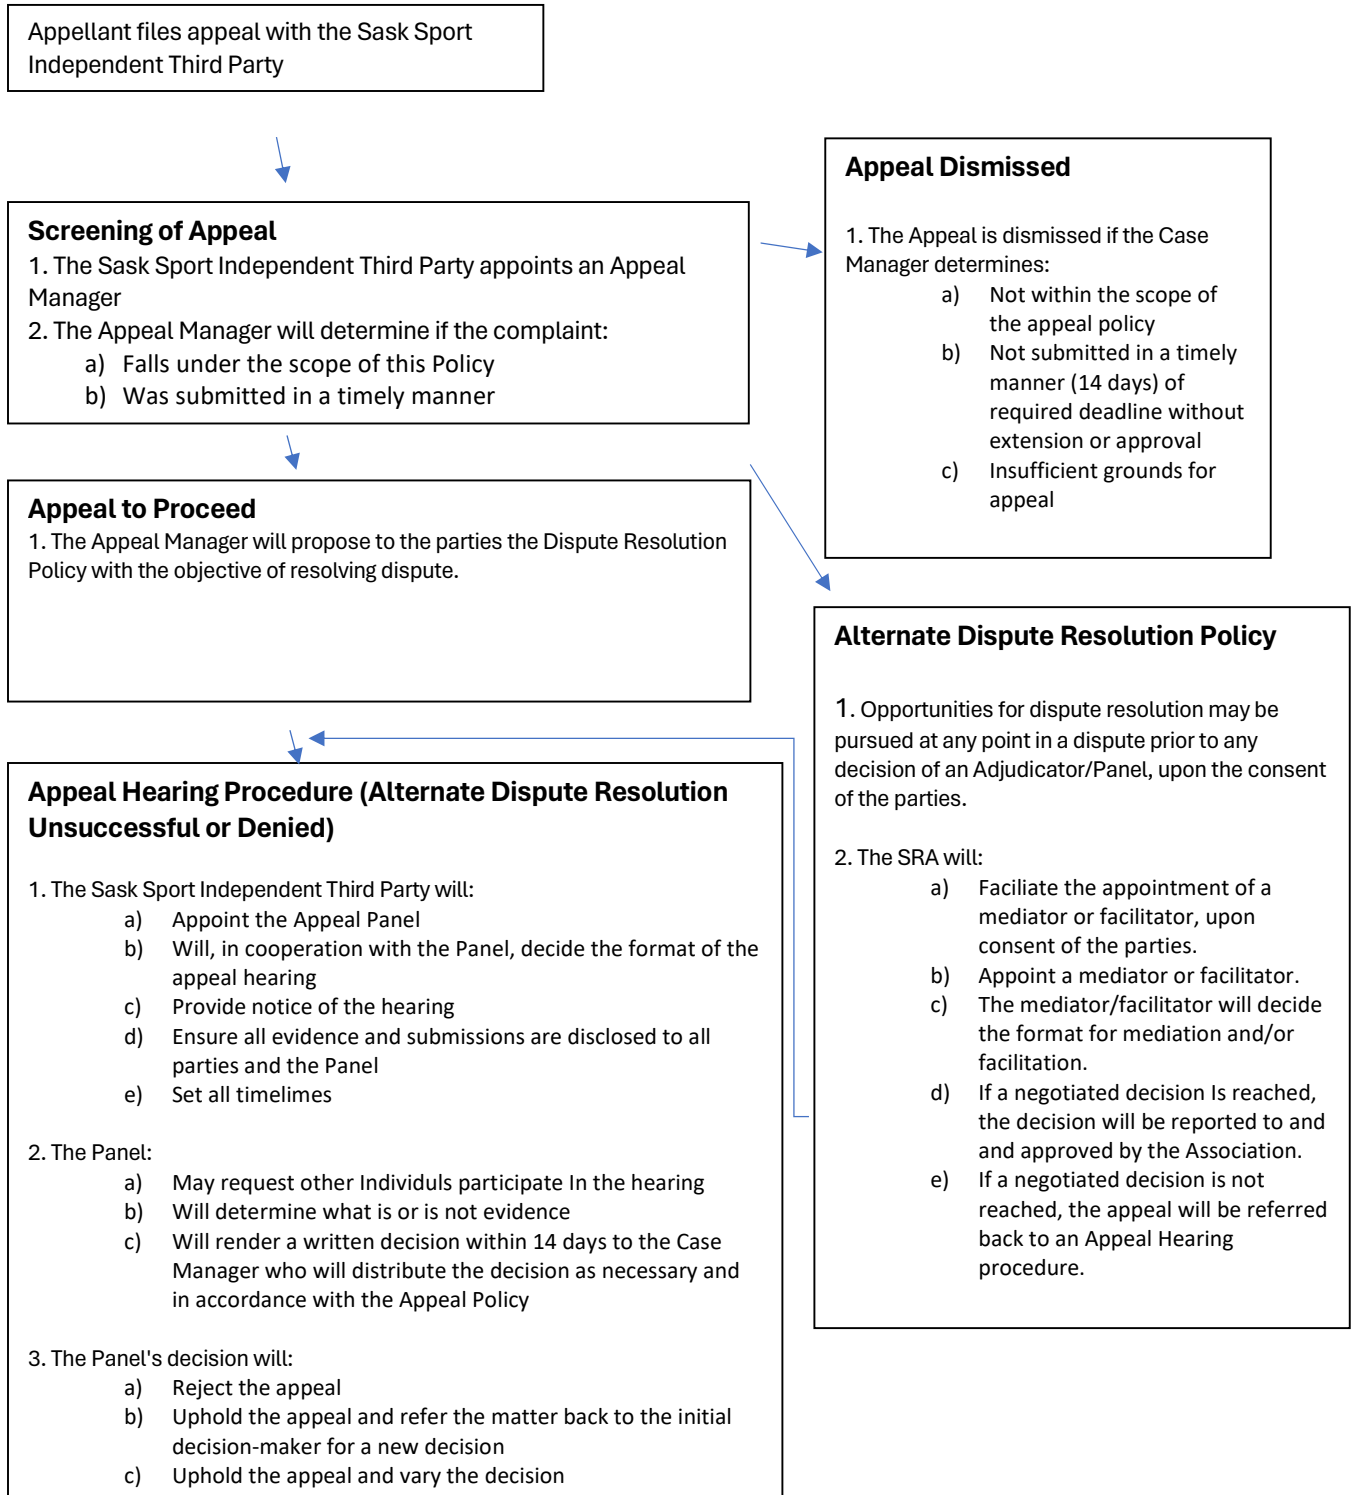 Appellant files appeal with the Sask Sport
Independent Third Party
Screening of Appeal
1. The Sask Sport Independent Third Party appoints an Appeal
Manager
2. The Appeal Manager will determine if the complaint:
a) Falls under the scope of this Policy
b) Was submitted in a timely manner
Appeal Dismissed
1. The Appeal is dismissed if the Case
Manager determines:
a) Not within the scope of
the appeal policy
b) Not submitted in a timely
manner (14 days) of
required deadline without
extension or approval
c) Insufficient grounds for
appeal
Appeal to Proceed
1. The Appeal Manager will propose to the parties the Dispute Resolution
Policy with the objective of resolving dispute.
Alternate Dispute Resolution Policy
1. Opportunities for dispute resolution may be
pursued at any point in a dispute prior to any
decision of an Adjudicator/Panel, upon the consent
of the parties.
2. The SRA will:
a) Faciliate the appointment of a
mediator or facilitator, upon
consent of the parties.
b) Appoint a mediator or facilitator.
c) The mediator/facilitator will decide
the format for mediation and/or
facilitation.
d) If a negotiated decision Is reached,
the decision will be reported to and
and approved by the Association.
e) If a negotiated decision is not
reached, the appeal will be referred
back to an Appeal Hearing
procedure.
Appeal Hearing Procedure (Alternate Dispute Resolution
Unsuccessful or Denied)
1. The Sask Sport Independent Third Party will:
a) Appoint the Appeal Panel
b) Will, in cooperation with the Panel, decide the format of the
appeal hearing
c) Provide notice of the hearing
d) Ensure all evidence and submissions are disclosed to all
parties and the Panel
e) Set all timelimes
2. The Panel:
a) May request other Individuls participate In the hearing
b) Will determine what is or is not evidence
c) Will render a written decision within 14 days to the Case
Manager who will distribute the decision as necessary and
in accordance with the Appeal Policy
3. The Panel's decision will:
a) Reject the appeal
b) Uphold the appeal and refer the matter back to the initial
decision-maker for a new decision
c) Uphold the appeal and vary the decision